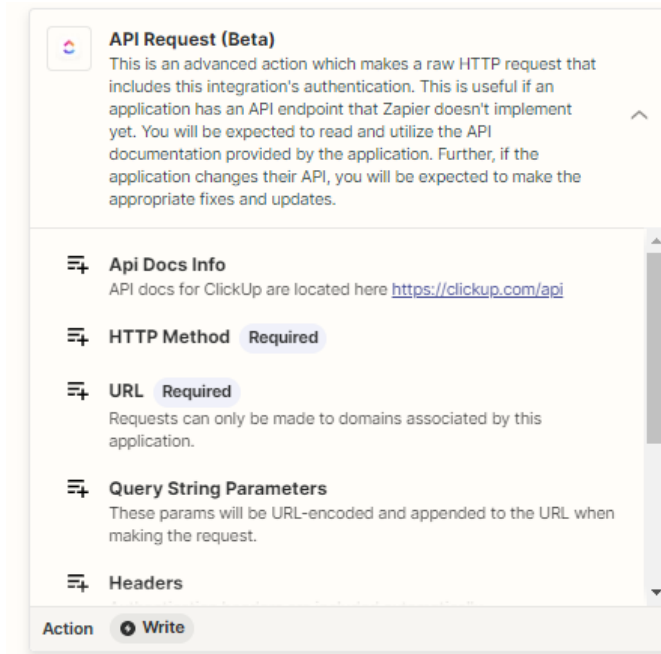 API Request (Beta)
This is an advanced action which makes a raw HTTP request that
includes this integration's authentication. This is useful if an
application has an API endpoint that Zapier doesn't implement
yet. You will be expected to read and utilize the API
documentation provided by the application. Further, if the
application changes their API, you will be expected to make the
appropriate fixes and updates.
Api Docs Info
API docs for ClickUp are located here https://clickup.com/api
HTTP Method Required
URL Required
Requests can only be made to domains associated by this
application.
Query String Parameters
These params will be URL-encoded and appended to the URL when
making the request.
Headers
Action Write